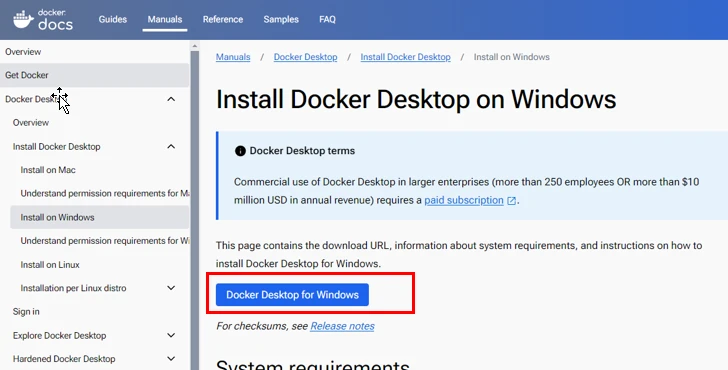 docker docs
Guides Manuals Reference Samples FAQ
Overview
Get Docker
Docker Desktop
Overview
Install Docker Desktop
Install on Mac
Understand permission requirements for Ma
Install on Windows
Understand permission requirements for Wi
Install on Linux
Installation per Linux distro
Sign in
Explore Docker Desktop
Hardened Docker Desktop
Manuals / Docker Desktop / Install Docker Desktop / Install on Windows
Install Docker Desktop on Windows
Docker Desktop terms
Commercial use of Docker Desktop in larger enterprises (more than 250 employees OR more than $10
million USD in annual revenue) requires a paid subscription.
This page contains the download URL, information about system requirements, and instructions on how to
install Docker Desktop for Windows.
Docker Desktop for Windows
For checksums, see Release notes
System requirements